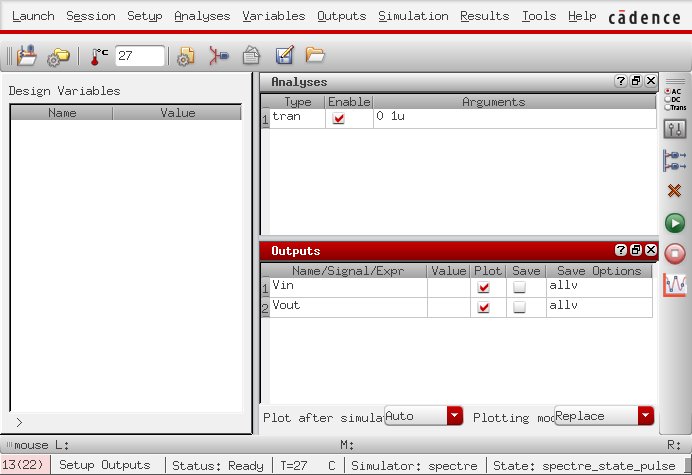 Launch Session Setup Analyses Variables Outputs Simulation Results Tools Help cādence
°C 27
Design Variables
Name Value
>
Analyses
Type Enable Arguments
1 tran 0 1u
AC
DC
Trans
Outputs
Name/Signal/Expr Value Plot Save Save Options
1 Vin allv
2 Vout allv
Plot after simula Auto Plotting mod Replace
mouse L: M: R:
13(22) Setup Outputs Status: Ready T=27 C Simulator: spectre State: spectre_state_pulse